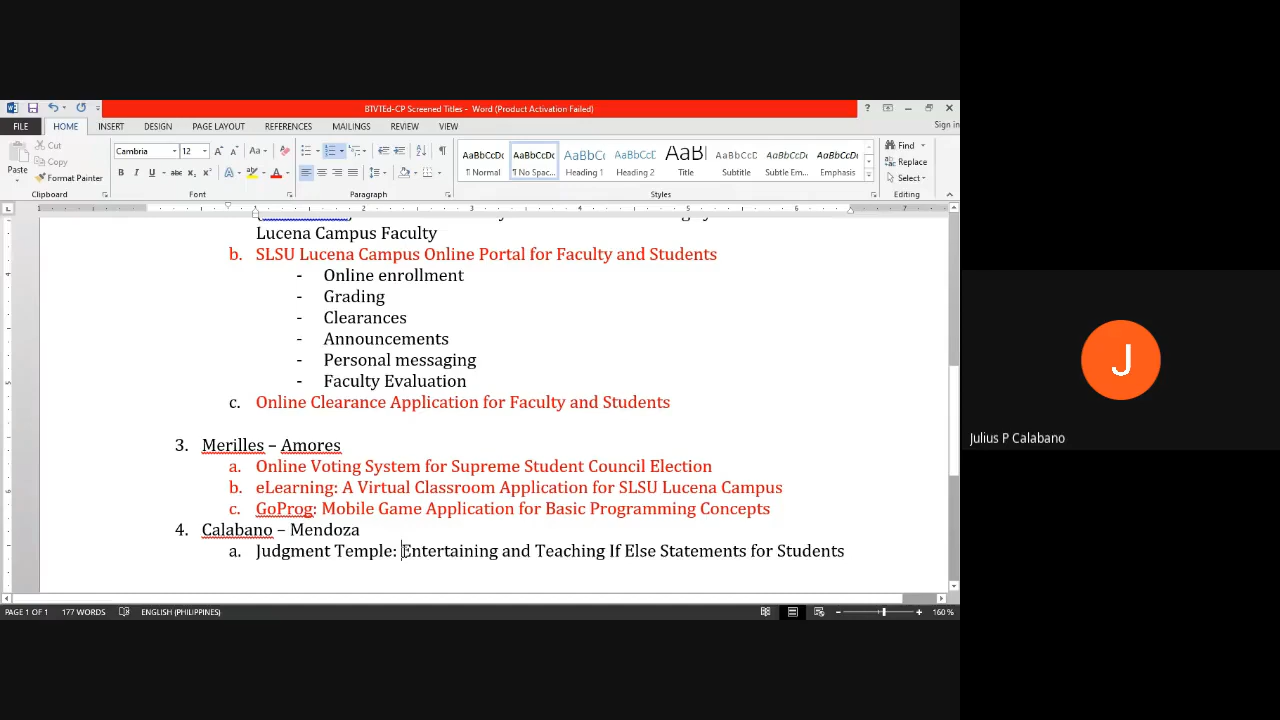 BTVTEd-CP Screened Titles - Word (Product Activation Failed)
FILE HOME INSERT DESIGN PAGE LAYOUT REFERENCES MAILINGS REVIEW VIEW Sign in
Paste Cut Copy Format Painter
Cambria 12
AaBbCcDc ¶ Normal AaBbCcDc ¶ No Spac... AaBbCc Heading 1 AaBbCcD Heading 2 Title AaBbCcD Subtitle AaBbCcDc Subtle Em... AaBbCcDc Emphasis
Find Replace Select
Clipboard Font Paragraph Styles Editing
Lucena Campus Faculty
b. SLSU Lucena Campus Online Portal for Faculty and Students
- Online enrollment
- Grading
- Clearances
- Announcements
- Personal messaging
- Faculty Evaluation
c. Online Clearance Application for Faculty and Students
3. Merilles – Amores
a. Online Voting System for Supreme Student Council Election
b. eLearning: A Virtual Classroom Application for SLSU Lucena Campus
c. GoProg: Mobile Game Application for Basic Programming Concepts
4. Calabano – Mendoza
a. Judgment Temple: Entertaining and Teaching If Else Statements for Students
PAGE 1 OF 1 177 WORDS ENGLISH (PHILIPPINES) 160 %
J
Julius P Calabano